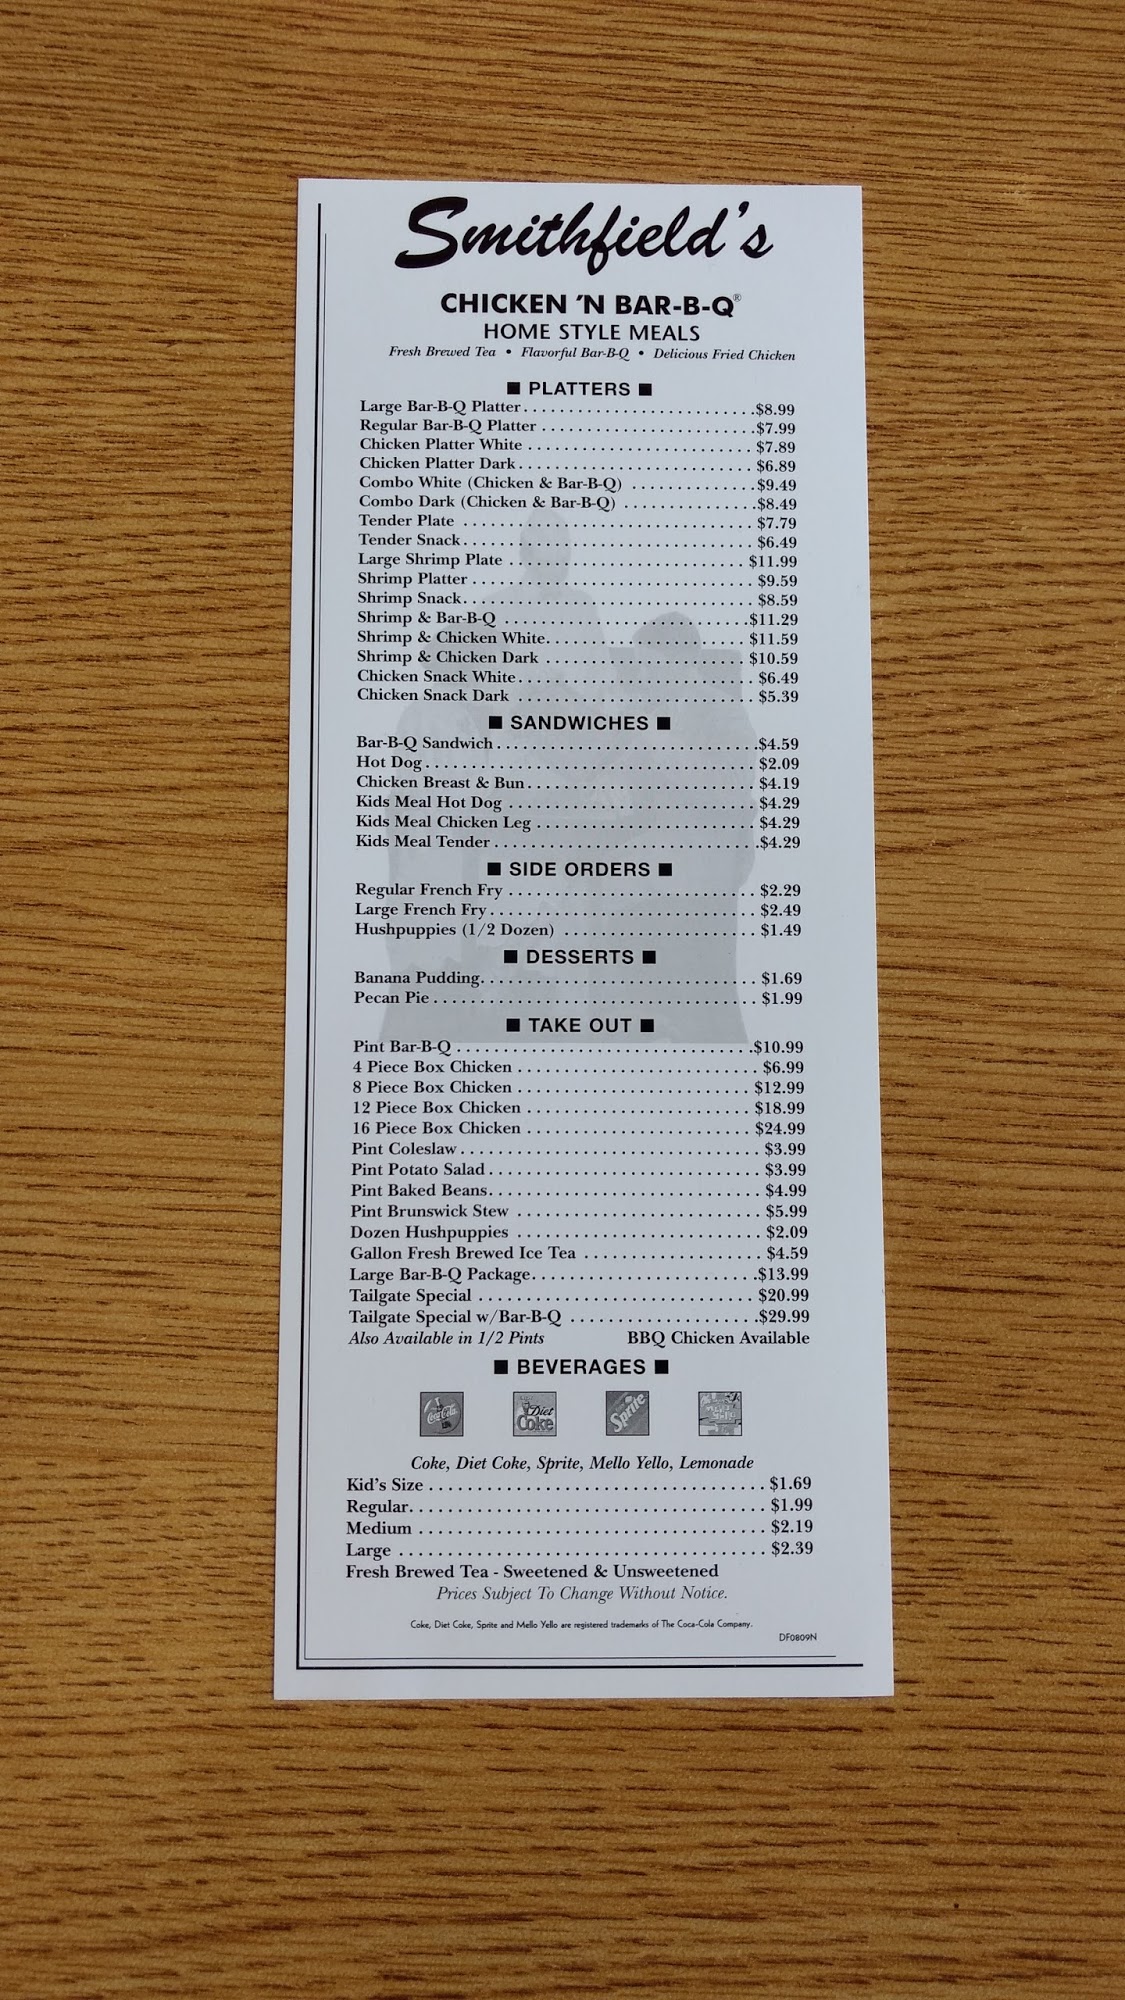 Smithfield's
CHICKEN 'N BAR-B-Q®
HOME STYLE MEALS
Fresh Brewed Tea • Flavorful Bar-B-Q • Delicious Fried Chicken
■ PLATTERS ■
Large Bar-B-Q Platter . . . . . . . . . . $8.99
Regular Bar-B-Q Platter . . . . . . . . . . $7.99
Chicken Platter White . . . . . . . . . . $7.89
Chicken Platter Dark . . . . . . . . . . $6.89
Combo White (Chicken & Bar-B-Q) . . . . . . . . . . $9.49
Combo Dark (Chicken & Bar-B-Q) . . . . . . . . . . $8.49
Tender Plate . . . . . . . . . . $7.79
Tender Snack . . . . . . . . . . $6.49
Large Shrimp Plate . . . . . . . . . . $11.99
Shrimp Platter . . . . . . . . . . $9.59
Shrimp Snack . . . . . . . . . . $8.59
Shrimp & Bar-B-Q . . . . . . . . . . $11.29
Shrimp & Chicken White . . . . . . . . . . $11.59
Shrimp & Chicken Dark . . . . . . . . . . $10.59
Chicken Snack White . . . . . . . . . . $6.49
Chicken Snack Dark . . . . . . . . . . $5.39
■ SANDWICHES ■
Bar-B-Q Sandwich . . . . . . . . . . $4.59
Hot Dog . . . . . . . . . . $2.09
Chicken Breast & Bun . . . . . . . . . . $4.19
Kids Meal Hot Dog . . . . . . . . . . $4.29
Kids Meal Chicken Leg . . . . . . . . . . $4.29
Kids Meal Tender . . . . . . . . . . $4.29
■ SIDE ORDERS ■
Regular French Fry . . . . . . . . . . $2.29
Large French Fry . . . . . . . . . . $2.49
Hushpuppies (1/2 Dozen) . . . . . . . . . . $1.49
■ DESSERTS ■
Banana Pudding . . . . . . . . . . $1.69
Pecan Pie . . . . . . . . . . $1.99
■ TAKE OUT ■
Pint Bar-B-Q . . . . . . . . . . $10.99
4 Piece Box Chicken . . . . . . . . . . $6.99
8 Piece Box Chicken . . . . . . . . . . $12.99
12 Piece Box Chicken . . . . . . . . . . $18.99
16 Piece Box Chicken . . . . . . . . . . $24.99
Pint Coleslaw . . . . . . . . . . $3.99
Pint Potato Salad . . . . . . . . . . $3.99
Pint Baked Beans . . . . . . . . . . $4.99
Pint Brunswick Stew . . . . . . . . . . $5.99
Dozen Hushpuppies . . . . . . . . . . $2.09
Gallon Fresh Brewed Ice Tea . . . . . . . . . . $4.59
Large Bar-B-Q Package . . . . . . . . . . $13.99
Tailgate Special . . . . . . . . . . $20.99
Tailgate Special w/Bar-B-Q . . . . . . . . . . $29.99
Also Available in 1/2 Pints BBQ Chicken Available
■ BEVERAGES ■
Coca-Cola Diet Coke Sprite
Coke, Diet Coke, Sprite, Mello Yello, Lemonade
Kid's Size . . . . . . . . . . $1.69
Regular . . . . . . . . . . $1.99
Medium . . . . . . . . . . $2.19
Large . . . . . . . . . . $2.39
Fresh Brewed Tea - Sweetened & Unsweetened
Prices Subject To Change Without Notice.
Coke, Diet Coke, Sprite and Mello Yello are registered trademarks of The Coca-Cola Company.
DF0809N